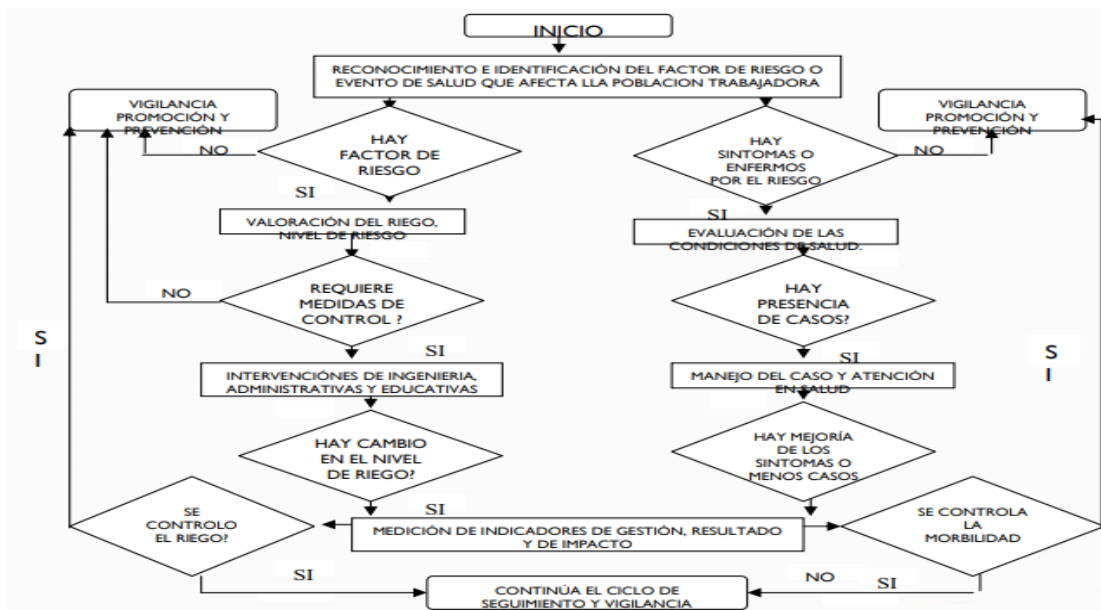 INICIO
RECONOCIMIENTO E IDENTIFICACIÓN DEL FACTOR DE RIESGO O
EVENTO DE SALUD QUE AFECTA LLA POBLACION TRABAJADORA
VIGILANCIA
PROMOCIÓN Y
PREVENCIÓN
VIGILANCIA
PROMOCIÓN Y
PREVENCIÓN
HAY
FACTOR DE
RIESGO
NO
SI
HAY
SINTOMAS O
ENFERMOS
POR EL RIESGO
NO
SI
VALORACIÓN DEL RIEGO,
NIVEL DE RIESGO
EVALUACIÓN DE LAS
CONDICIONES DE SALUD.
REQUIERE
MEDIDAS DE
CONTROL ?
NO
SI
HAY
PRESENCIA
DE CASOS?
SI
S
I
S
I
INTERVENCIÓNES DE INGENIERIA,
ADMINISTRATIVAS Y EDUCATIVAS
MANEJO DEL CASO Y ATENCIÓN
EN SALUD
HAY CAMBIO
EN EL NIVEL
DE RIEGO?
SI
HAY MEJORÍA
DE LOS
SINTOMAS O
MENOS CASOS
SI
SE
CONTROLO
EL RIEGO?
MEDICIÓN DE INDICADORES DE GESTIÓN, RESULTADO
Y DE IMPACTO
SE CONTROLA
LA
MORBILIDAD
SI
NO
SI
CONTINÚA EL CICLO DE
SEGUIMIENTO Y VIGILANCIA